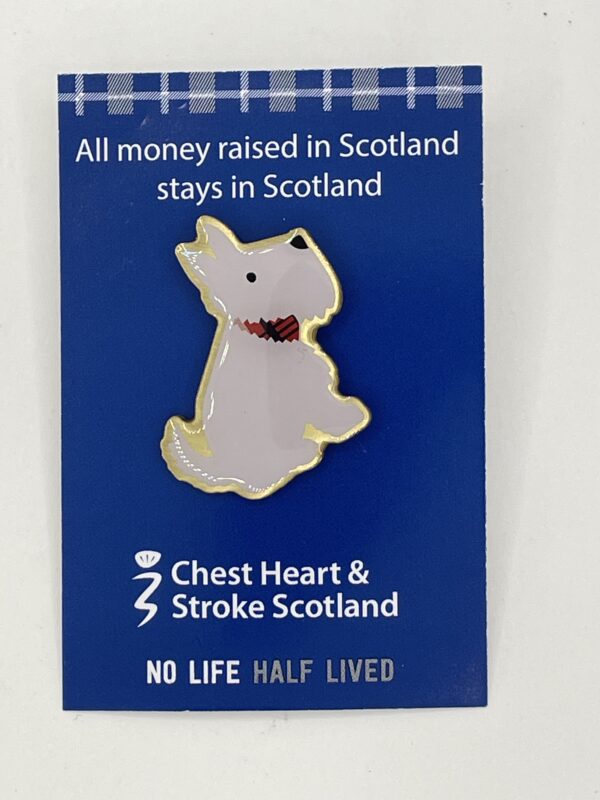 All money raised in Scotland
stays in Scotland
Chest Heart &
Stroke Scotland
NO LIFE HALF LIVED